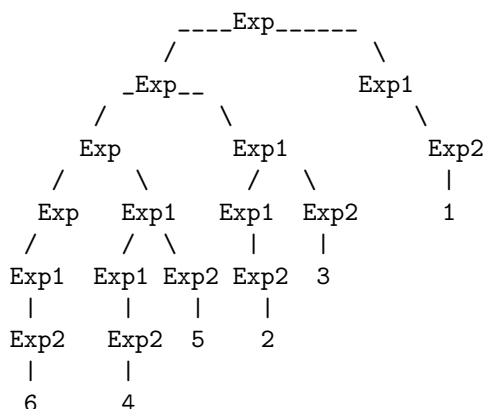 ____Exp______
/ \
_Exp__ Exp1
/ \ \
Exp Exp1 Exp2
/ \ / \ |
Exp Exp1 Exp1 Exp2 1
/ / \ | |
Exp1 Exp1 Exp2 Exp2 3
| | | |
Exp2 Exp2 5 2
| |
6 4